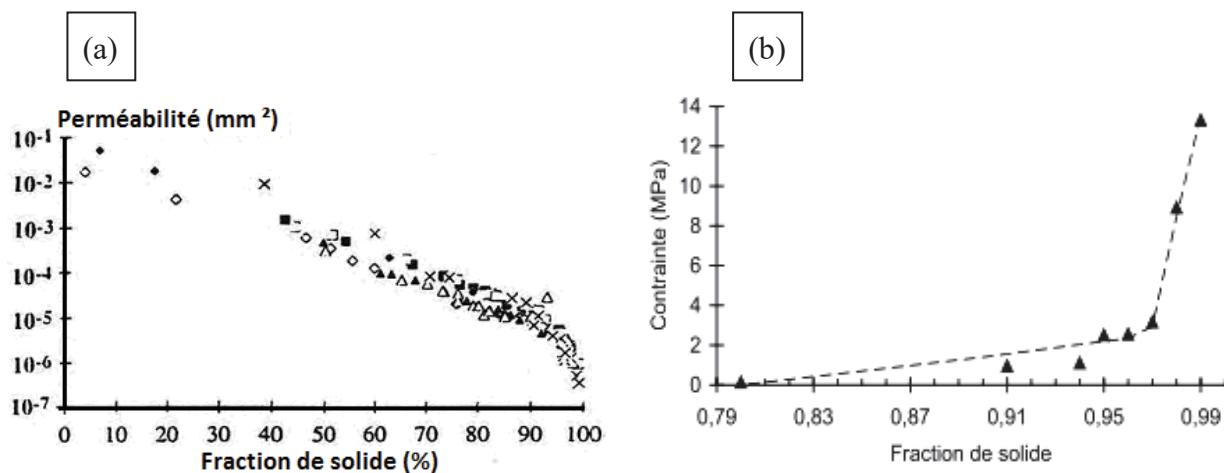 (a)
Perméabilité (mm ²)
10⁻¹
10⁻²
10⁻³
10⁻⁴
10⁻⁵
10⁻⁶
10⁻⁷
0 10 20 30 40 50 60 70 80 90 100
Fraction de solide (%)
(b)
Contrainte (MPa)
14
12
10
8
6
4
2
0
0,79 0,83 0,87 0,91 0,95 0,99
Fraction de solide